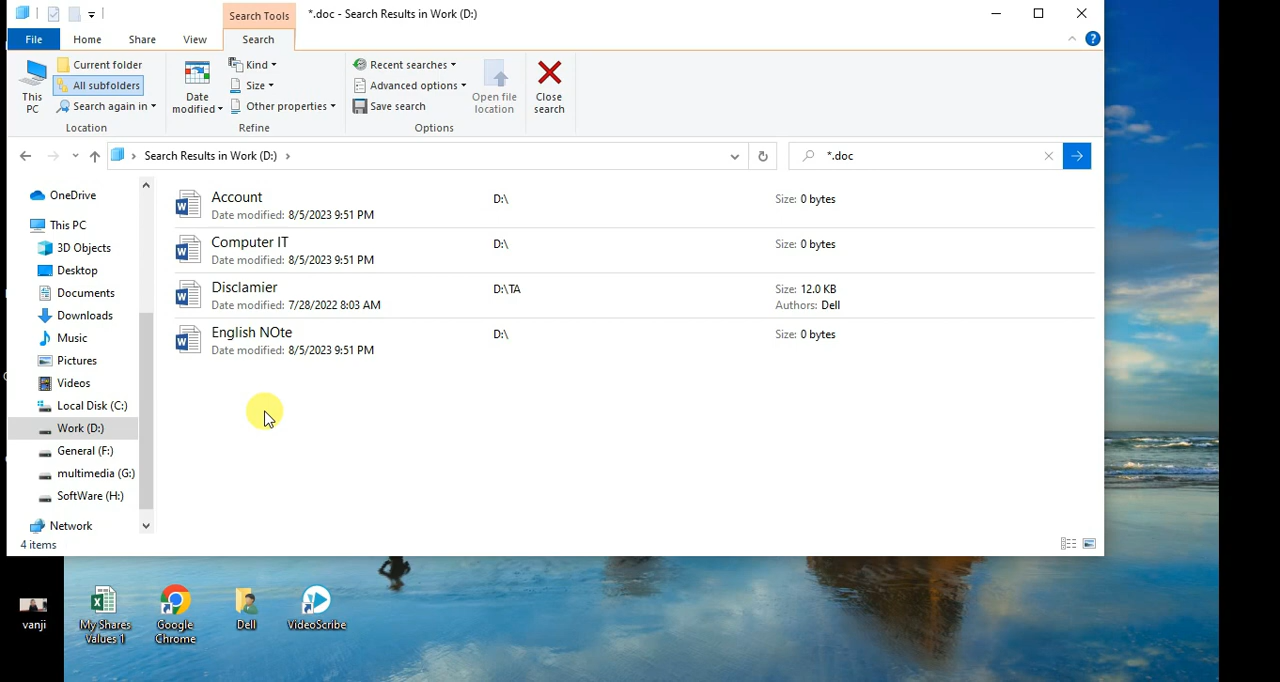 Search Tools
*.doc - Search Results in Work (D:)
File
Home
Share
View
Search
This PC
Current folder
All subfolders
Search again in
Location
Date modified
Kind
Size
Other properties
Refine
Recent searches
Advanced options
Save search
Options
Open file location
Close search
Search Results in Work (D:)
*.doc
OneDrive
This PC
3D Objects
Desktop
Documents
Downloads
Music
Pictures
Videos
Local Disk (C:)
Work (D:)
General (F:)
multimedia (G:)
SoftWare (H:)
Network
Account
Date modified: 8/5/2023 9:51 PM
D:\
Size: 0 bytes
Computer IT
Date modified: 8/5/2023 9:51 PM
D:\
Size: 0 bytes
Disclamier
Date modified: 7/28/2022 8:03 AM
D:\TA
Size: 12.0 KB
Authors: Dell
English NOte
Date modified: 8/5/2023 9:51 PM
D:\
Size: 0 bytes
4 items
vanji
My Shares Values 1
Google Chrome
Dell
VideoScribe